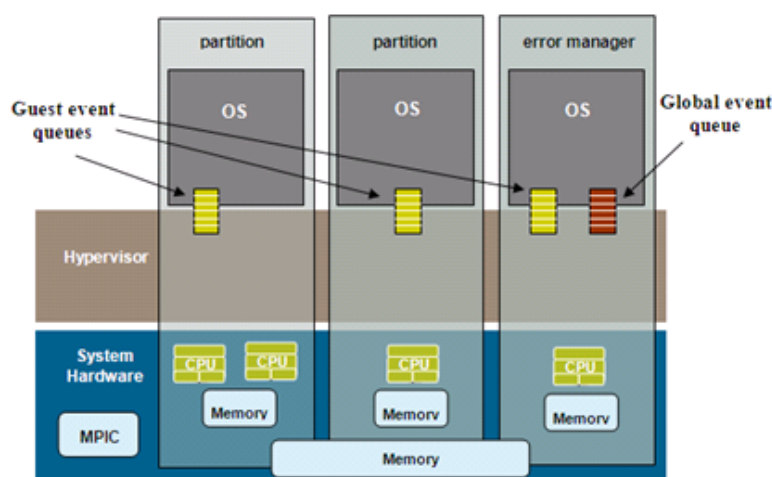 partition
partition
error manager
Guest event
queues
OS
OS
OS
Global event
queue
Hypervisor
System
Hardware
CPU
CPU
CPU
CPU
Memory
Memory
Memory
MPIC
Memory